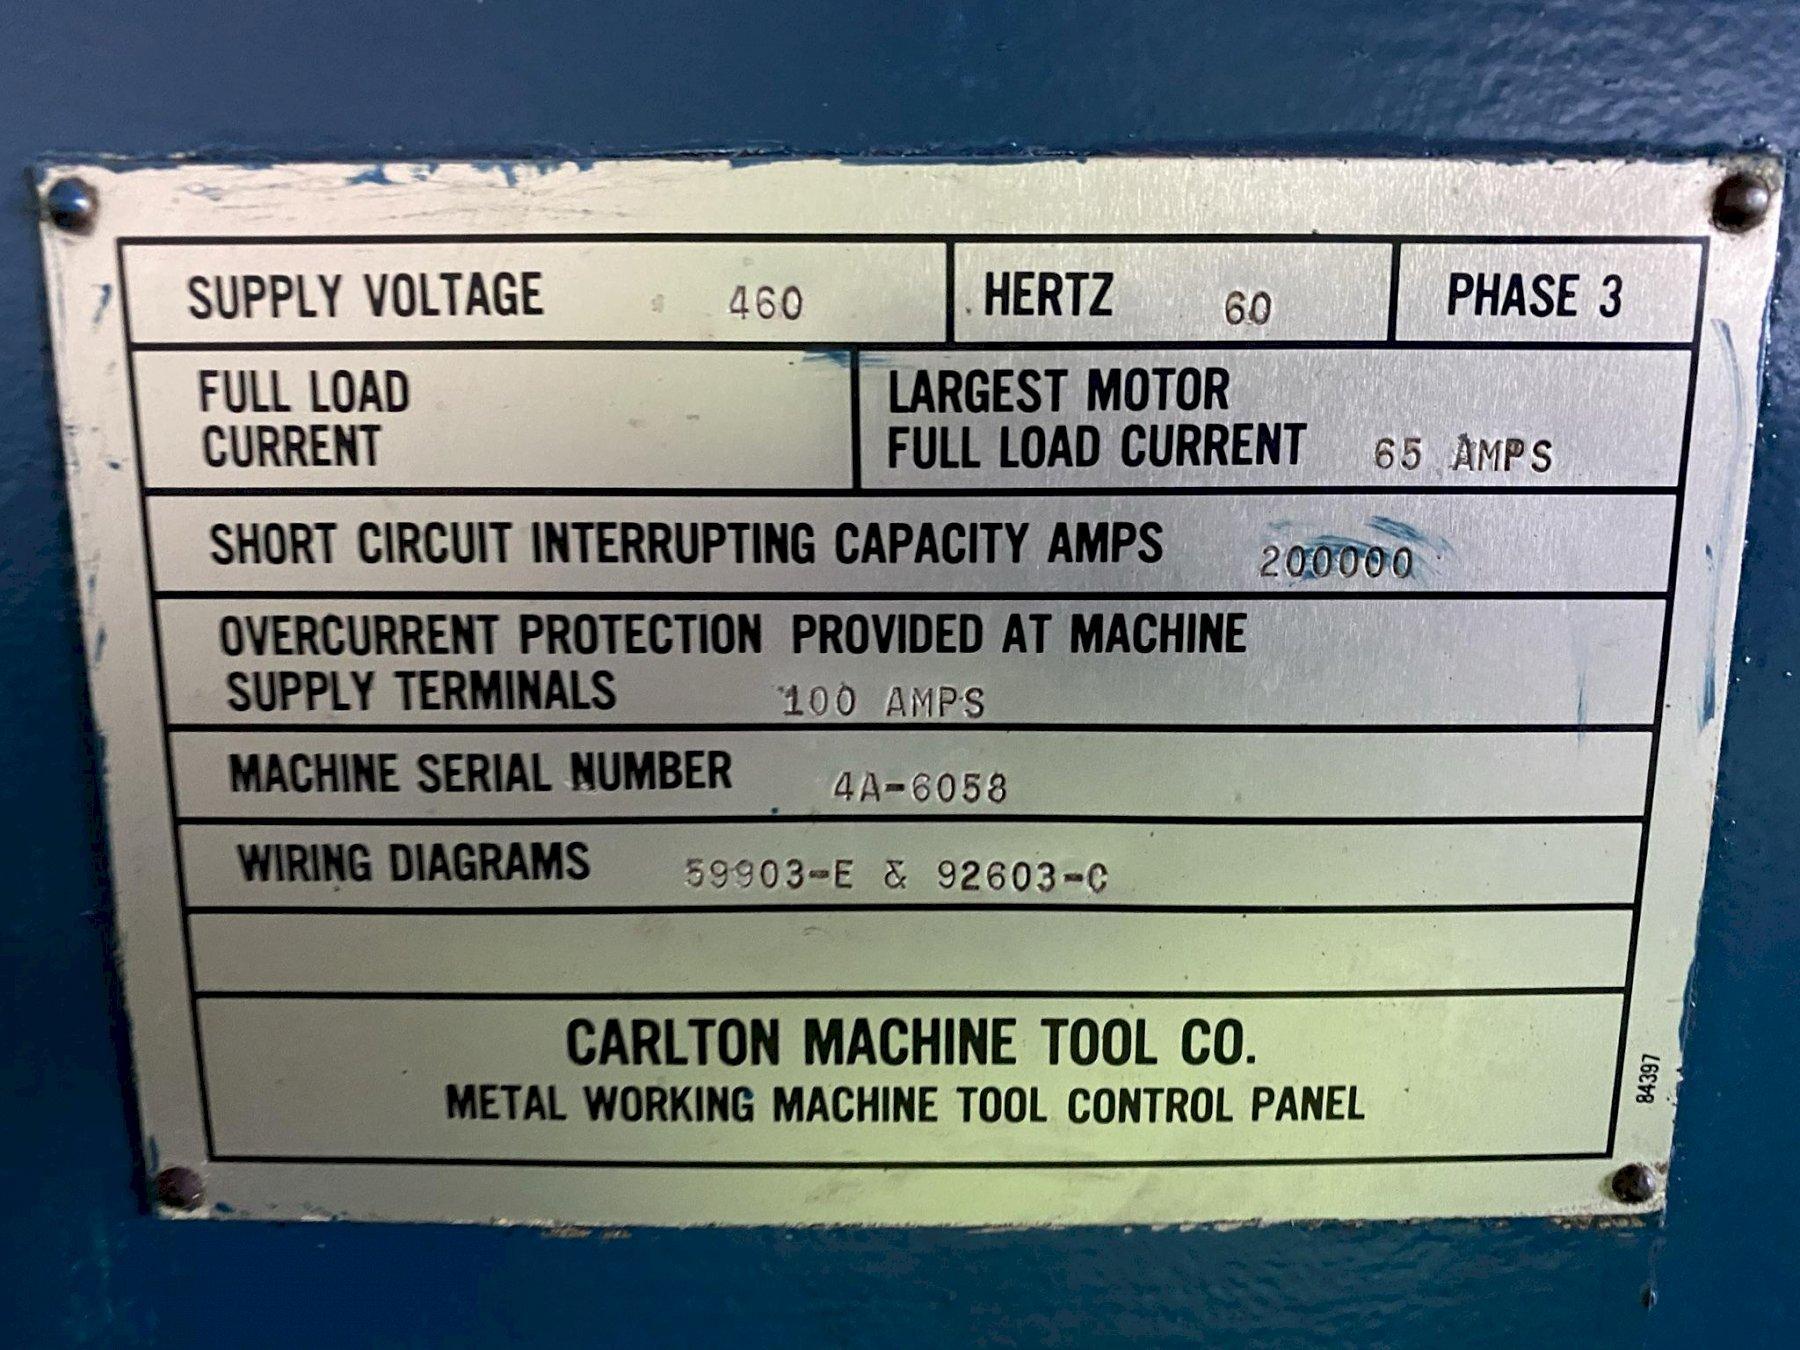 SUPPLY VOLTAGE 460 HERTZ 60 PHASE 3
FULL LOAD
CURRENT
LARGEST MOTOR
FULL LOAD CURRENT 65 AMPS
SHORT CIRCUIT INTERRUPTING CAPACITY AMPS 200000
OVERCURRENT PROTECTION PROVIDED AT MACHINE
SUPPLY TERMINALS 100 AMPS
MACHINE SERIAL NUMBER 4A-6058
WIRING DIAGRAMS 59903-E & 92603-C
CARLTON MACHINE TOOL CO.
METAL WORKING MACHINE TOOL CONTROL PANEL
84397